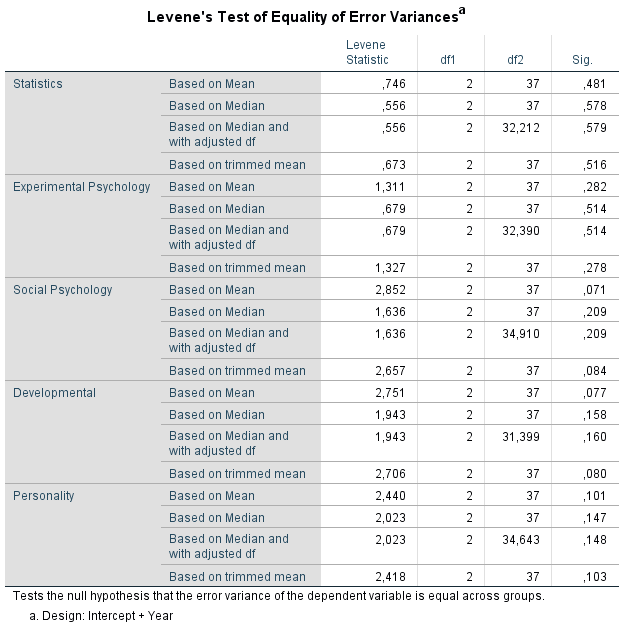 Levene's Test of Equality of Error Variancesa
Levene Statistic df1 df2 Sig.
Statistics Based on Mean ,746 2 37 ,481
Based on Median ,556 2 37 ,578
Based on Median and with adjusted df ,556 2 32,212 ,579
Based on trimmed mean ,673 2 37 ,516
Experimental Psychology Based on Mean 1,311 2 37 ,282
Based on Median ,679 2 37 ,514
Based on Median and with adjusted df ,679 2 32,390 ,514
Based on trimmed mean 1,327 2 37 ,278
Social Psychology Based on Mean 2,852 2 37 ,071
Based on Median 1,636 2 37 ,209
Based on Median and with adjusted df 1,636 2 34,910 ,209
Based on trimmed mean 2,657 2 37 ,084
Developmental Based on Mean 2,751 2 37 ,077
Based on Median 1,943 2 37 ,158
Based on Median and with adjusted df 1,943 2 31,399 ,160
Based on trimmed mean 2,706 2 37 ,080
Personality Based on Mean 2,440 2 37 ,101
Based on Median 2,023 2 37 ,147
Based on Median and with adjusted df 2,023 2 34,643 ,148
Based on trimmed mean 2,418 2 37 ,103
Tests the null hypothesis that the error variance of the dependent variable is equal across groups.
a. Design: Intercept + Year